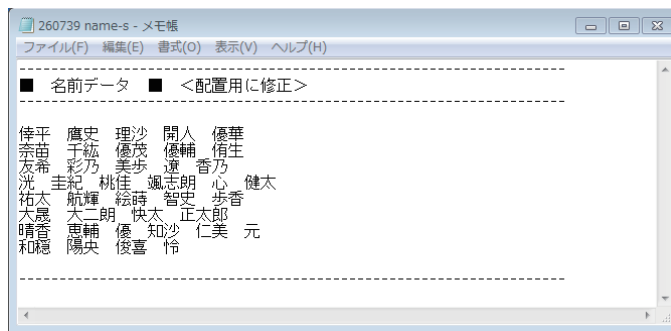 260739 name-s - メモ帳
ファイル(F) 編集(E) 書式(O) 表示(V) ヘルプ(H)
------------------------------------------------------------------
■　名前データ　■　＜配置用に修正＞
------------------------------------------------------------------
倖平　鷹史　理沙　開人　優華
奈苗　千紘　優茂　優輔　侑生
友希　彩乃　美歩　遼　香乃
洸　圭紀　桃佳　颯志朗　心　健太
祐太　航輝　絵蒔　智史　歩香
大晟　大二朗　快太　正太郎
晴香　恵輔　優　知沙　仁美　元
和穏　陽央　俊喜　怜
------------------------------------------------------------------